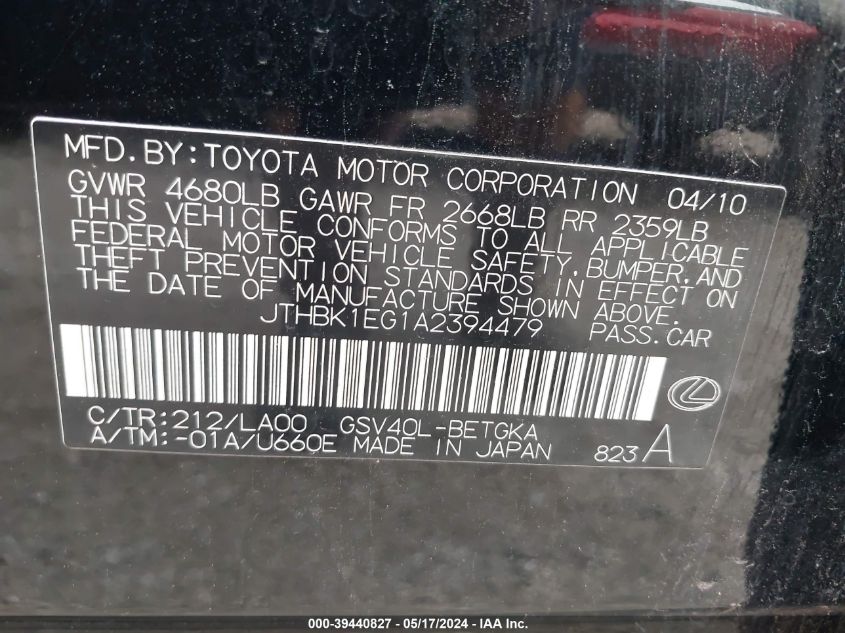 MFD.BY:TOYOTA MOTOR CORPORATION 04/10
GVWR 4680LB GAWR FR 2668LB RR 2359LB
THIS VEHICLE CONFORMS TO ALL APPLICABLE
FEDERAL MOTOR VEHICLE SAFETY,BUMPER,AND
THEFT PREVENTION STANDARDS IN EFFECT ON
THE DATE OF MANUFACTURE SHOWN ABOVE.
JTHBK1EG1A2394479 PASS.CAR
C/TR:212/LA00 GSV40L-BETGKA
A/TM:-01A/U660E MADE IN JAPAN 823A
000-39440827 - 05/17/2024 - IAA Inc.